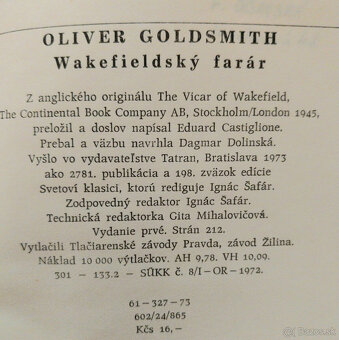 OLIVER GOLDSMITH
Wakefieldský farár
Z anglického originálu The Vicar of Wakefield,
The Continental Book Company AB, Stockholm/London 1945,
preložil a doslov napísal Eduard Castiglione.
Prebal a väzbu navrhla Dagmar Dolinská.
Vyšlo vo vydavateľstve Tatran, Bratislava 1973
ako 2781. publikácia a 198. zväzok edície
Svetoví klasici, ktorú rediguje Ignác Šafár.
Zodpovedný redaktor Ignác Šafár.
Technická redaktorka Gita Mihalovičová.
Vydanie prvé. Strán 212.
Vytlačili Tlačiarenské závody Pravda, závod Žilina.
Náklad 10 000 výtlačkov. AH 9,78. VH 10,09.
301 - 133.2 - SÚKK č. 8/I-OR-1972.
61-327-73
602/24/865
Kčs 16,-
bazos.sk